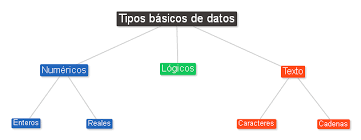 Tipos básicos de datos
Numéricos
Lógicos
Texto
Enteros
Reales
Caracteres
Cadenas